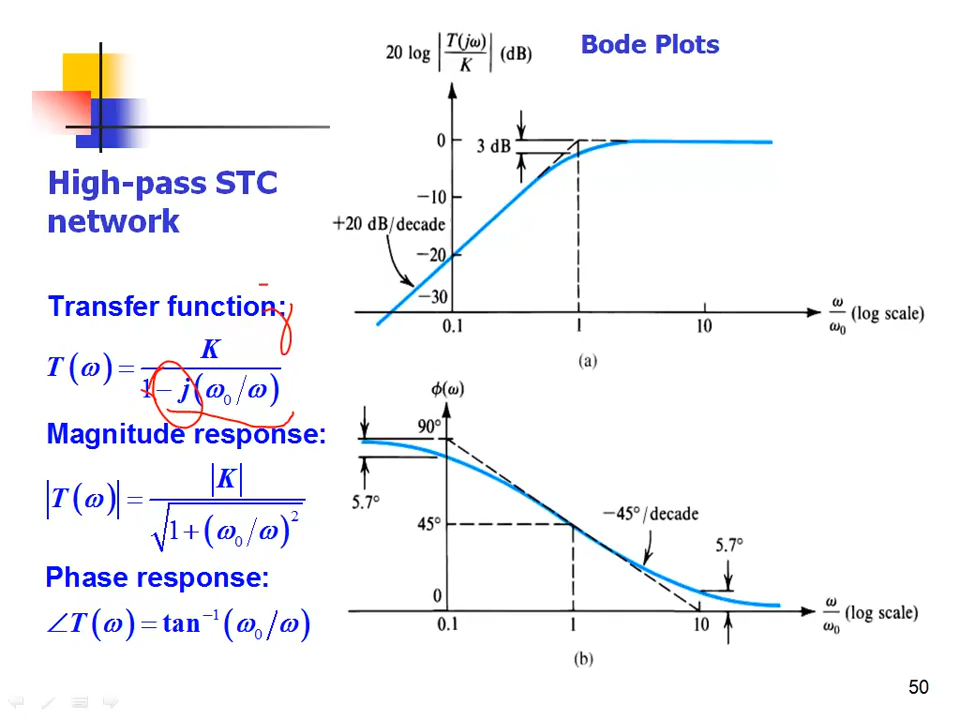 20 log |T(jω)/K| (dB)
Bode Plots
High-pass STC
network
Transfer function:
T(ω) = K / (1 − j(ω₀/ω))
Magnitude response:
|T(ω)| = |K| / √(1 + (ω₀/ω)²)
Phase response:
∠T(ω) = tan⁻¹(ω₀/ω)
0
3 dB
−10
+20 dB/decade
−20
−30
0.1
1
10
ω/ω₀ (log scale)
(a)
ϕ(ω)
90°
5.7°
45°
−45°/decade
5.7°
0
0.1
1
10
ω/ω₀ (log scale)
(b)
50